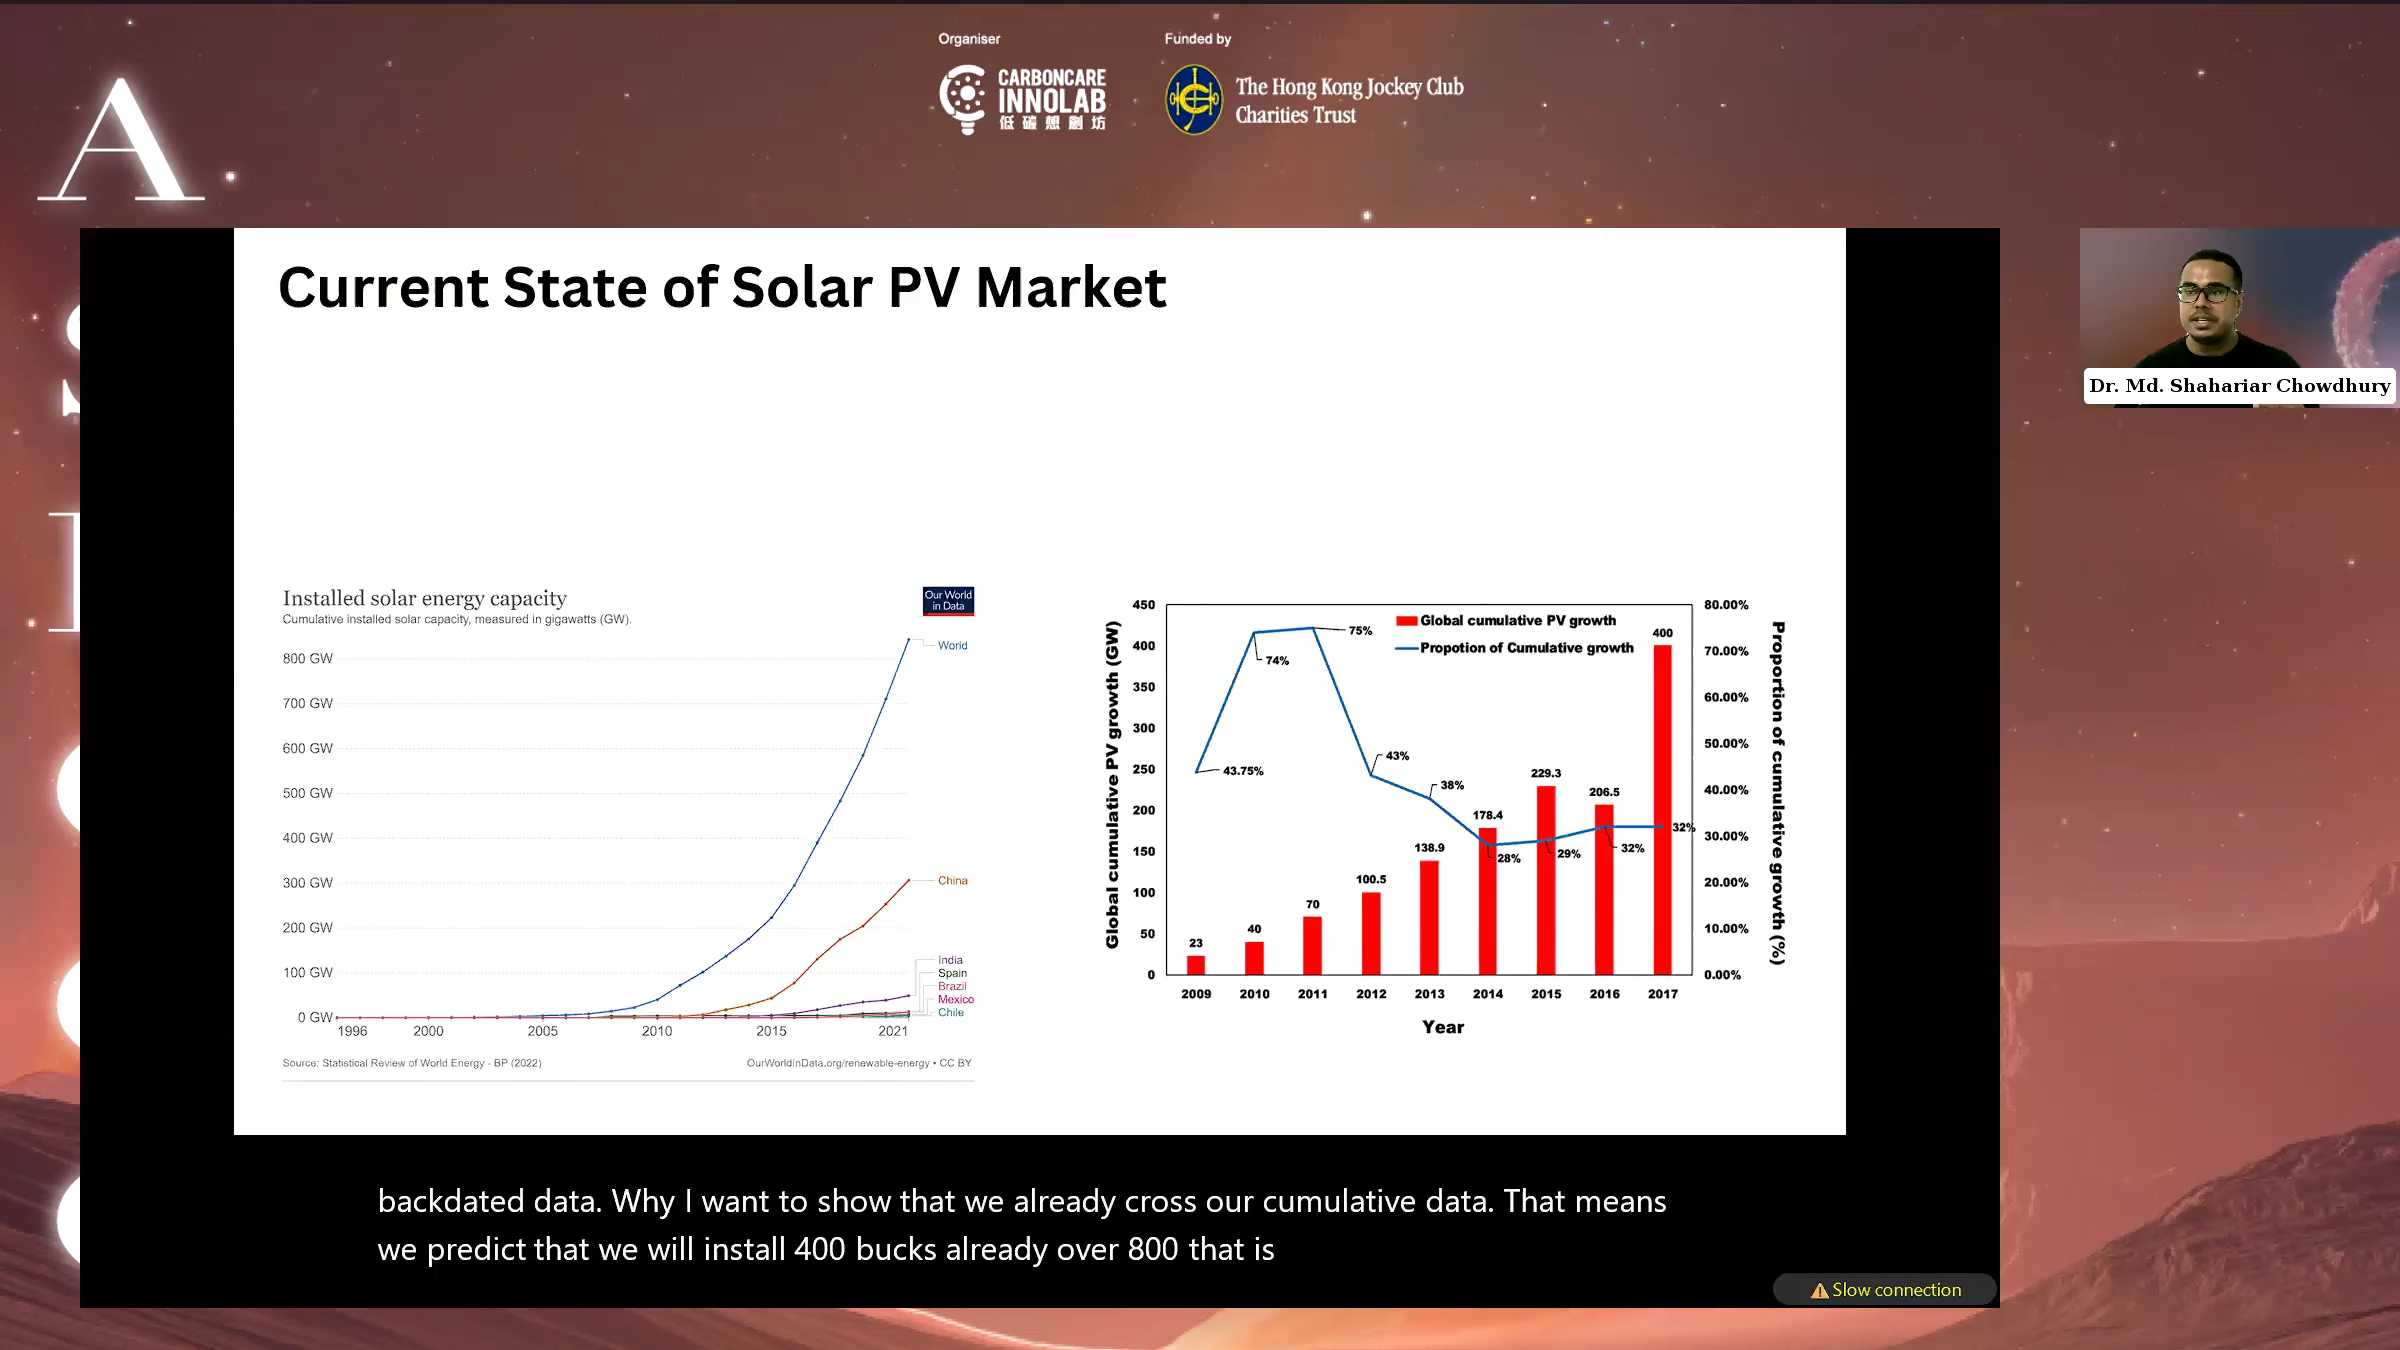 Organiser
Funded by
CARBONCARE
INNOLAB
低碳想創坊
The Hong Kong Jockey Club
Charities Trust
A
Current State of Solar PV Market
Dr. Md. Shahariar Chowdhury
Installed solar energy capacity
Cumulative installed solar capacity, measured in gigawatts (GW).
Our World
in Data
World
800 GW
700 GW
600 GW
500 GW
400 GW
300 GW
China
200 GW
100 GW
India
Spain
Brazil
Mexico
Chile
0 GW
1996 2000 2005 2010 2015 2021
Source: Statistical Review of World Energy - BP (2022)
OurWorldInData.org/renewable-energy • CC BY
Global cumulative PV growth (GW)
450
400
350
300
250
200
150
100
50
0
Global cumulative PV growth
Propotion of Cumulative growth
43.75%
74%
75%
43%
38%
28%
29%
32%
32%
23
40
70
100.5
138.9
178.4
229.3
206.5
400
80.00%
70.00%
60.00%
50.00%
40.00%
30.00%
20.00%
10.00%
0.00%
Proportion of cumulative growth (%)
2009 2010 2011 2012 2013 2014 2015 2016 2017
Year
backdated data. Why I want to show that we already cross our cumulative data. That means
we predict that we will install 400 bucks already over 800 that is
Slow connection